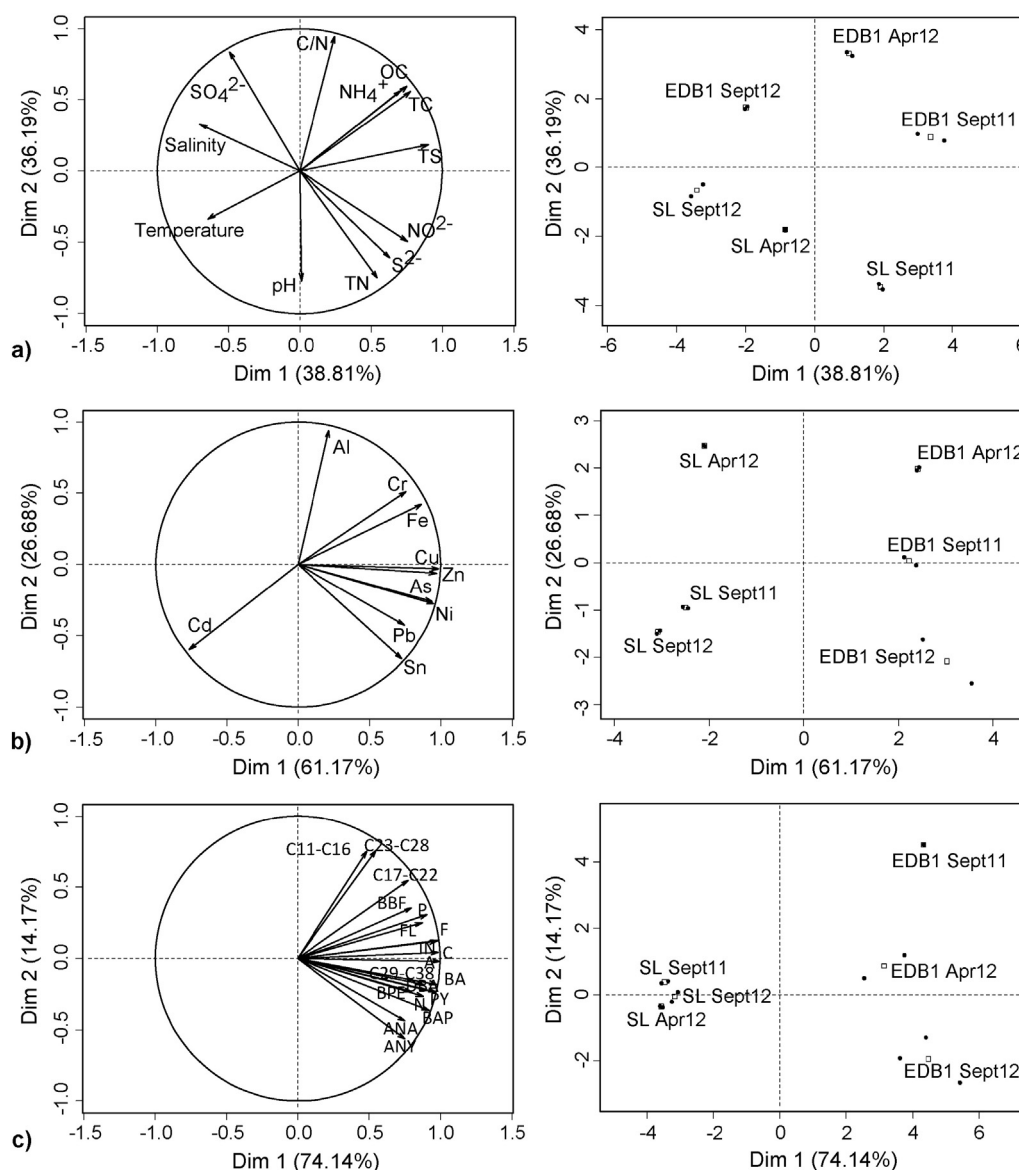 1.0
0.5
0.0
-0.5
-1.0
Dim 2 (36.19%)
C/N
OC
NH4+
TC
SO42-
Salinity
TS
Temperature
NO2-
S2-
TN
pH
-1.5 -1.0 -0.5 0.0 0.5 1.0 1.5
Dim 1 (38.81%)
a)
4
2
0
-2
-4
Dim 2 (36.19%)
EDB1 Apr12
EDB1 Sept12
EDB1 Sept11
SL Sept12
SL Apr12
SL Sept11
-4 -2 0 2 4 6
Dim 1 (38.81%)
1.0
0.5
0.0
-0.5
-1.0
Dim 2 (26.68%)
Al
Cr
Fe
Cu
Zn
As
Ni
Cd
Pb
Sn
-1.5 -1.0 -0.5 0.0 0.5 1.0 1.5
Dim 1 (61.17%)
b)
3
2
1
0
-1
-2
-3
Dim 2 (26.68%)
SL Apr12
EDB1 Apr12
EDB1 Sept11
SL Sept11
SL Sept12
EDB1 Sept12
-4 -2 0 2 4
Dim 1 (61.17%)
1.0
0.5
0.0
-0.5
-1.0
Dim 2 (14.17%)
C11-C16
C23-C28
C17-C22
BBF
P
FL
F
IN
C
A
C29-C38
BA
BPE
N
PY
BAP
ANA
ANY
-1.5 -1.0 -0.5 0.0 0.5 1.0 1.5
Dim 1 (74.14%)
c)
4
2
0
-2
Dim 2 (14.17%)
EDB1 Sept11
SL Sept11
EDB1 Apr12
SL Sept12
SL Apr12
EDB1 Sept12
-4 -2 0 2 4 6
Dim 1 (74.14%)